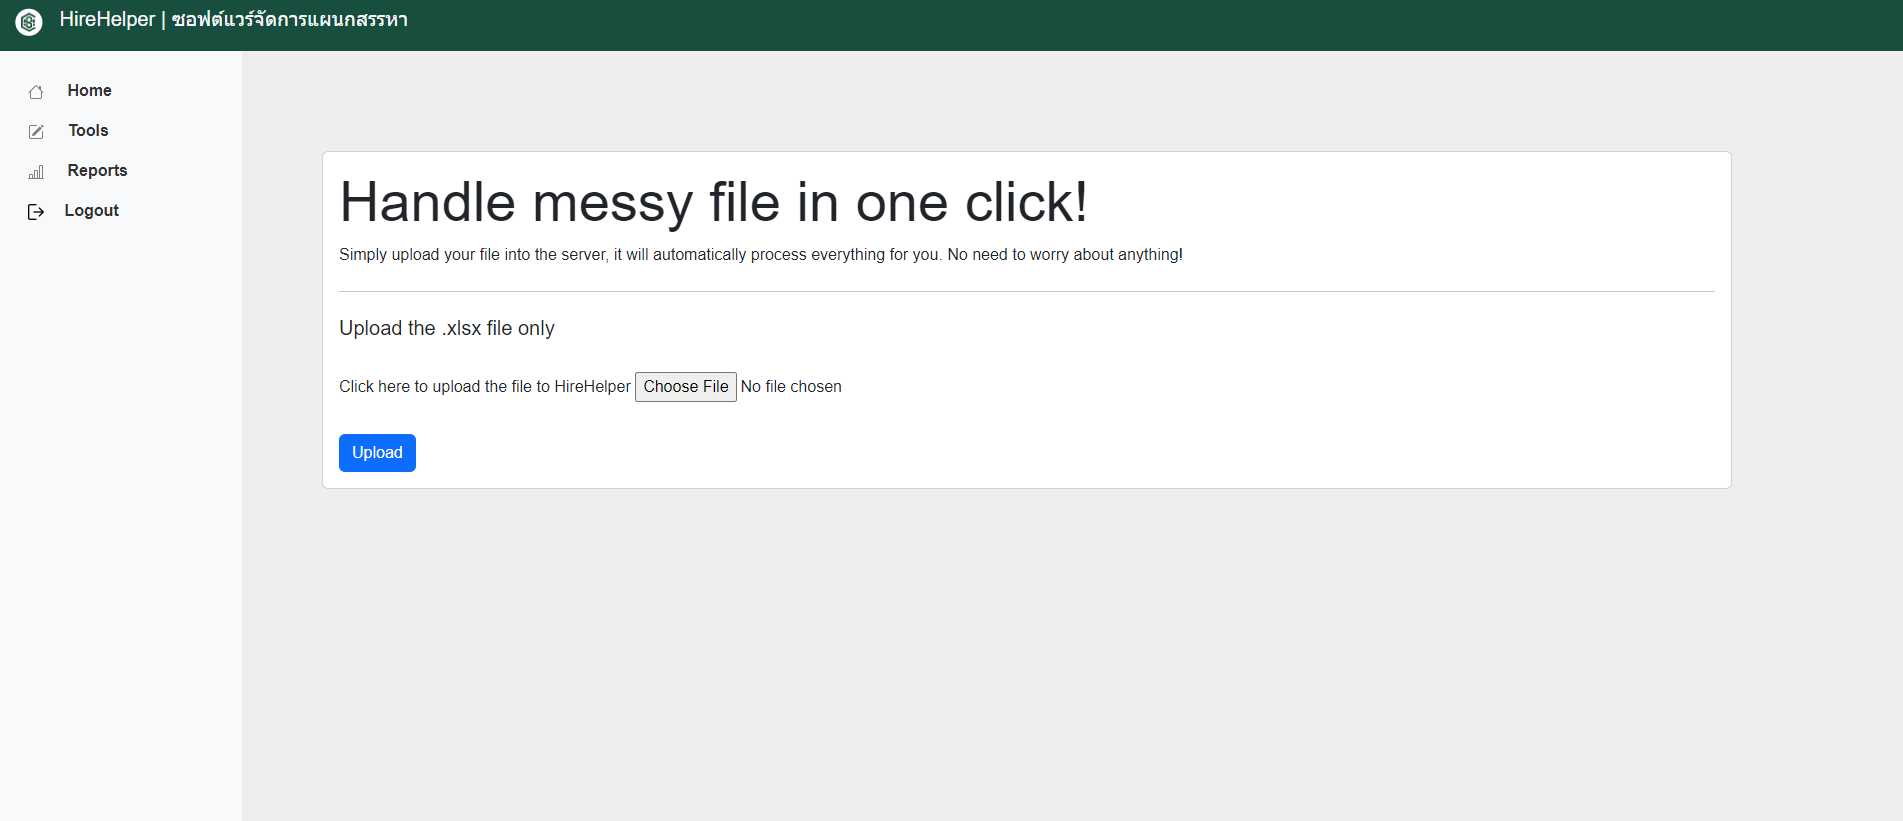 HireHelper | ซอฟต์แวร์จัดการแผนกสรรหา
Home
Tools
Reports
Logout
Handle messy file in one click!
Simply upload your file into the server, it will automatically process everything for you. No need to worry about anything!
Upload the .xlsx file only
Click here to upload the file to HireHelper Choose File No file chosen
Upload